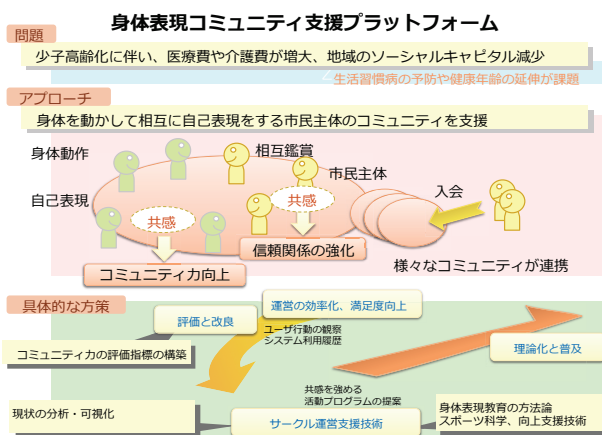 身体表現コミュニティ支援プラットフォーム
問題
少子高齢化に伴い、医療費や介護費が増大、地域のソーシャルキャピタル減少
生活習慣病の予防や健康年齢の延伸が課題
アプローチ
身体を動かして相互に自己表現をする市民主体のコミュニティを支援
身体動作
相互鑑賞
市民主体
自己表現
入会
共感
共感
信頼関係の強化
コミュニティ力向上
様々なコミュニティが連携
具体的な方策
運営の効率化、満足度向上
評価と改良
ユーザ行動の観察
システム利用履歴
理論化と普及
コミュニティカの評価指標の構築
共感を強める
活動プログラムの提案
現状の分析・可視化
サークル運営支援技術
身体表現教育の方法論
スポーツ科学、向上支援技術